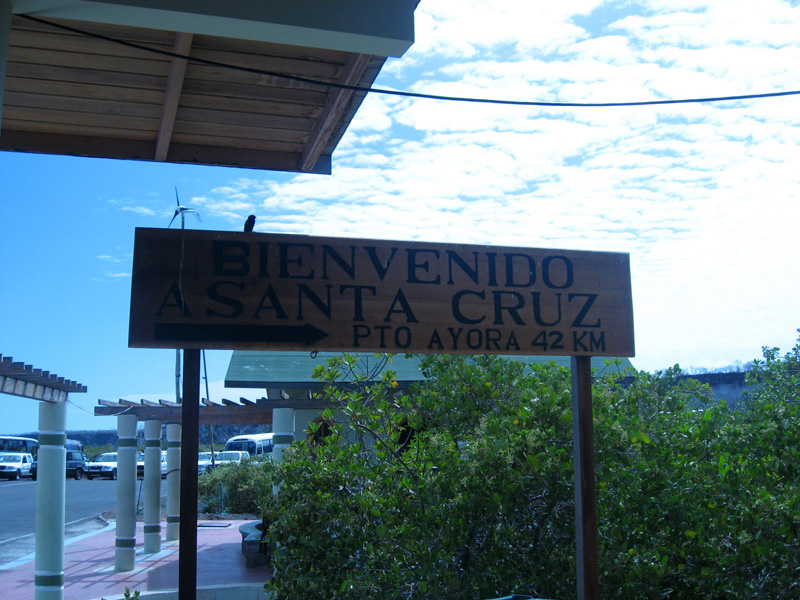 BIENVENIDO
A SANTA CRUZ
PTO AYORA 42 KM